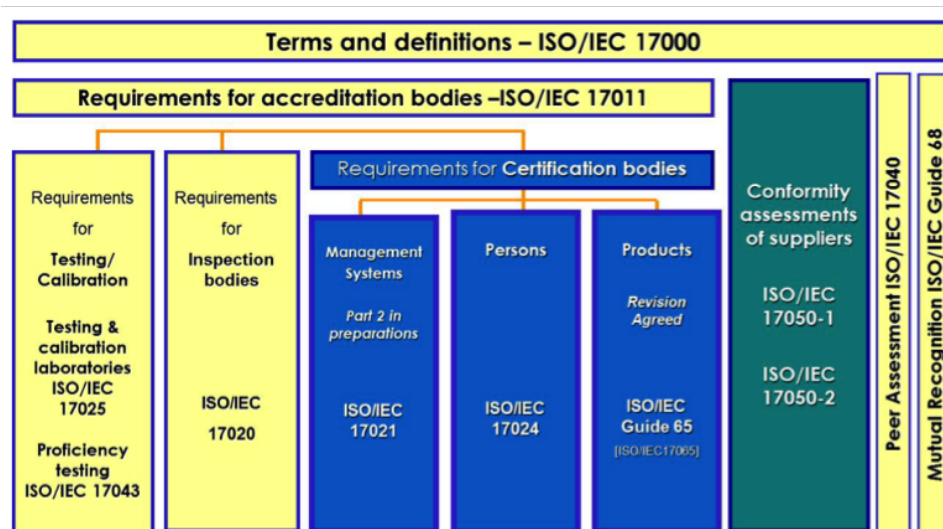 Terms and definitions – ISO/IEC 17000
Requirements for accreditation bodies –ISO/IEC 17011
Requirements
for
Testing/
Calibration
Testing &
calibration
laboratories
ISO/IEC
17025
Proficiency
testing
ISO/IEC 17043
Requirements
for
Inspection
bodies
ISO/IEC
17020
Requirements for Certification bodies
Management
Systems
Part 2 in
preparations
ISO/IEC
17021
Persons
ISO/IEC
17024
Products
Revision
Agreed
ISO/IEC
Guide 65
[ISO/IEC17065]
Conformity
assessments
of suppliers
ISO/IEC
17050-1
ISO/IEC
17050-2
Peer Assessment ISO/IEC 17040
Mutual Recognition ISO/IEC Guide 68